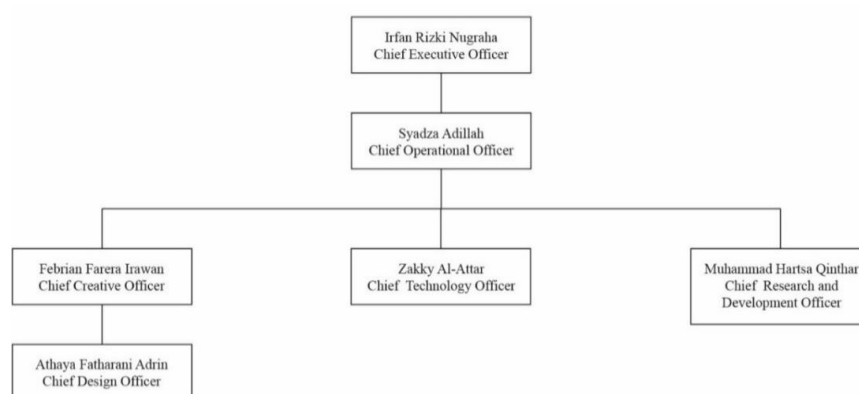 Irfan Rizki Nugraha
Chief Executive Officer
Syadza Adillah
Chief Operational Officer
Febrian Farera Irawan
Chief Creative Officer
Zakky Al-Attar
Chief Technology Officer
Muhammad Hartsa Qinthar
Chief Research and
Development Officer
Athaya Fatharani Adrin
Chief Design Officer